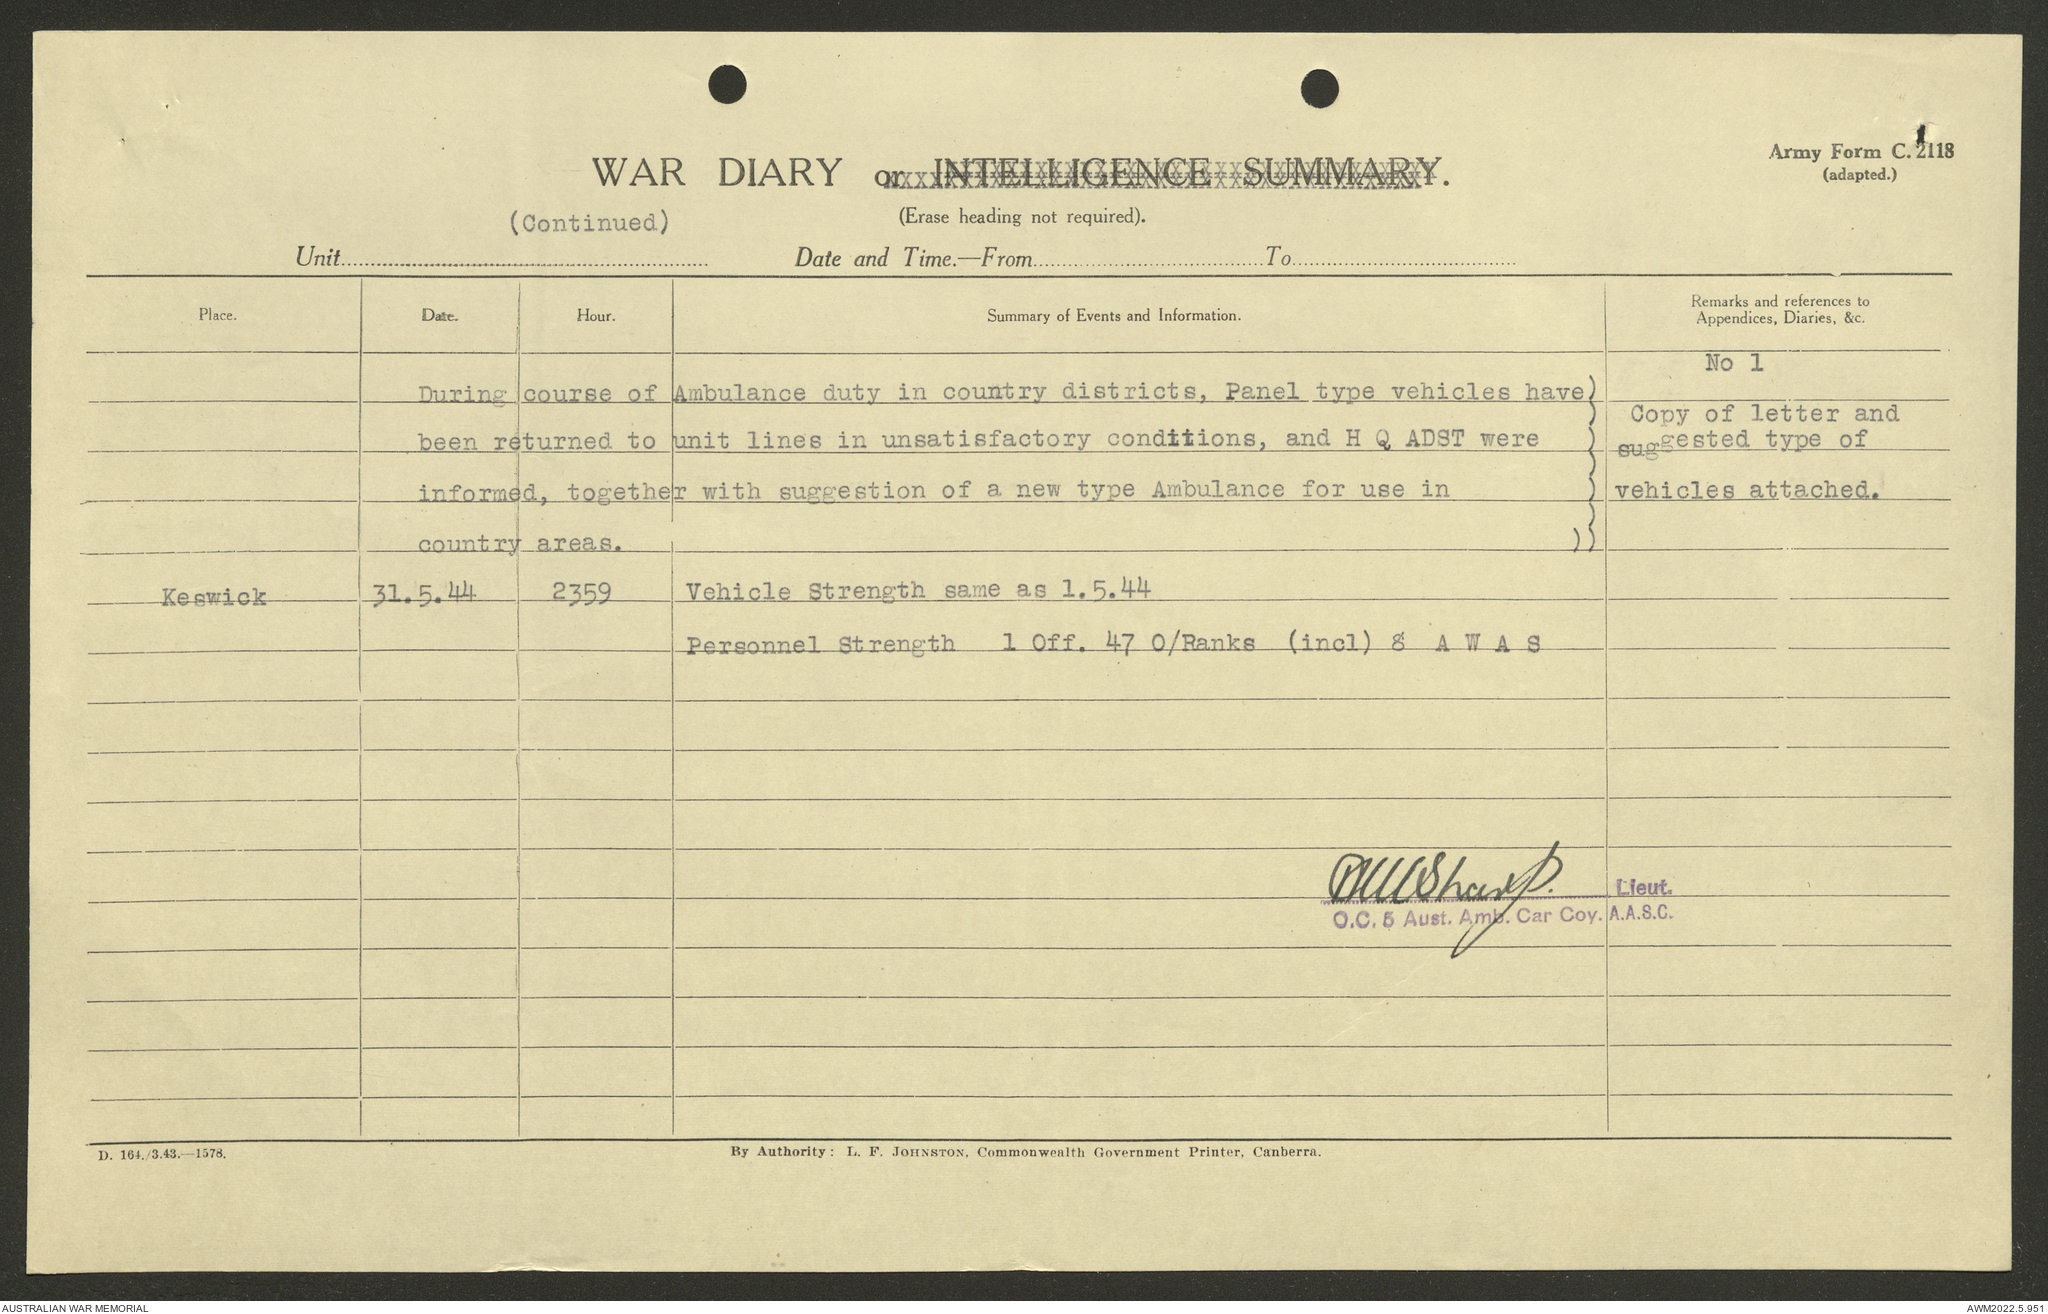 WAR DIARY or INTELLIGENCE SUMMARY.
Army Form C. 2118
(adapted.)
(Erase heading not required).
(Continued)
Unit Date and Time.—From To
Place. Date. Hour. Summary of Events and Information. Remarks and references to
Appendices, Diaries, &c.
No 1
During course of Ambulance duty in country districts, Panel type vehicles have)
Copy of letter and
been returned to unit lines in unsatisfactory conditions, and H Q ADST were
suggested type of
informed, together with suggestion of a new type Ambulance for use in
vehicles attached.
country areas. ))
Keswick 31.5.44 2359 Vehicle Strength same as 1.5.44
Personnel Strength 1 Off. 47 O/Ranks (incl) 8 A W A S
Sharp.
Lieut.
O.C. 5 Aust. Amb. Car Coy. A.A.S.C.
D. 164./3.43.—1578.
By Authority: L. F. JOHNSTON, Commonwealth Government Printer, Canberra.
AUSTRALIAN WAR MEMORIAL
AWM2022.5.951